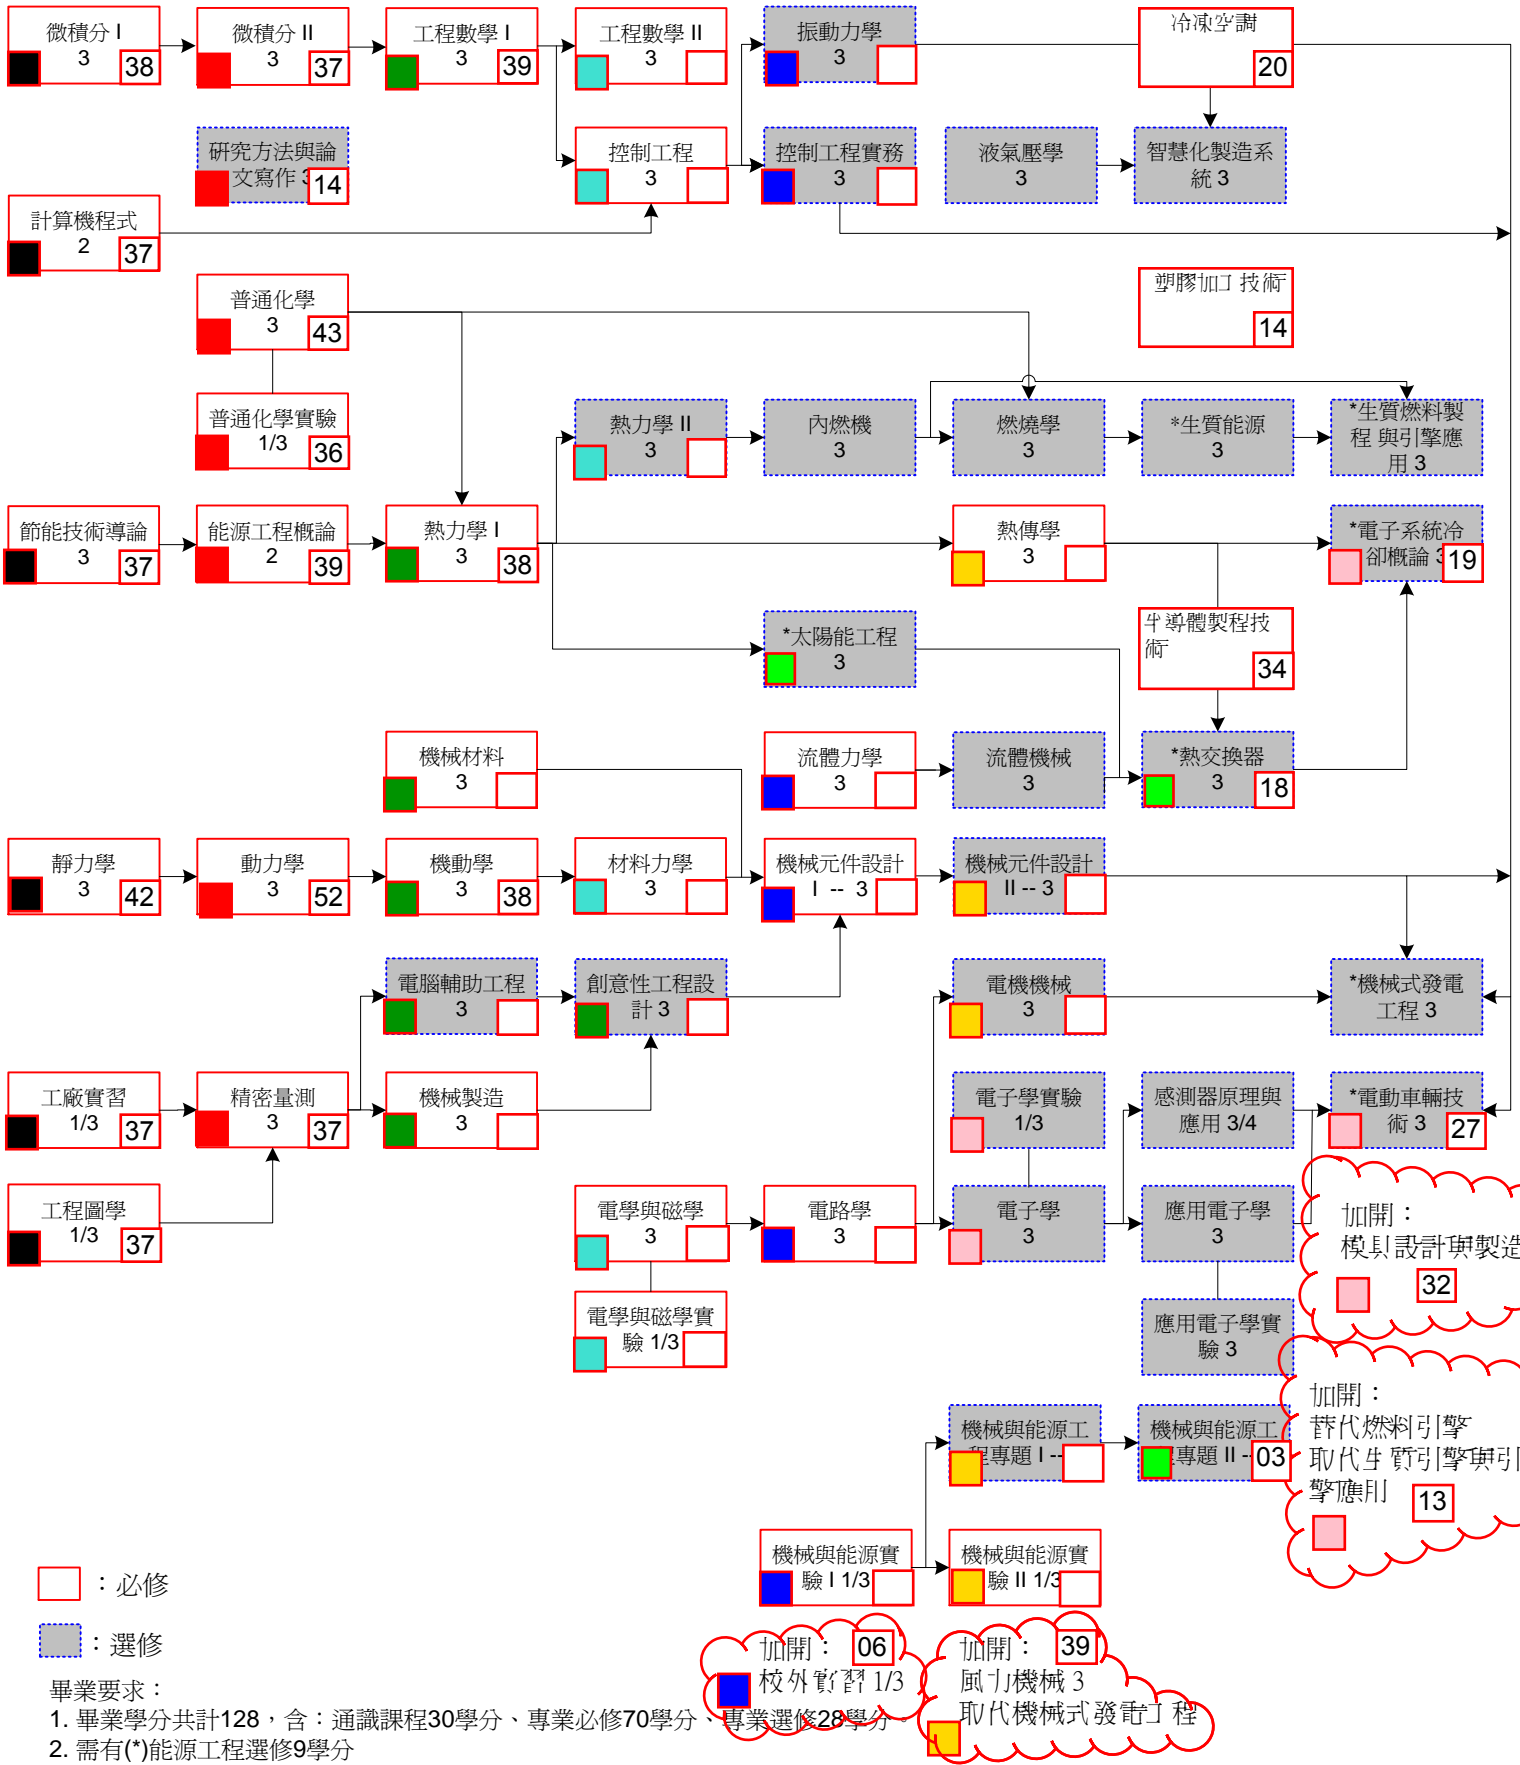 微積分 I
3
38
微積分 II
3
37
工程數學 I
3
39
工程數學 II
3
振動力學
3
冷凍空調
20
研究方法與論
文寫作 3
14
控制工程
3
控制工程實務
3
液氣壓學
3
智慧化製造系
統 3
計算機程式
2
37
普通化學
3
43
塑膠加工 技術
14
普通化學實驗
1/3
36
熱力學 II
3
內燃機
3
燃燒學
3
*生質能源
3
*生質燃料製
程 與引擎應
用 3
節能技術導論
3
37
能源工程概論
2
39
熱力學 I
3
38
熱傳學
3
*電子系統冷
卻概論 3
19
*太陽能工程
3
半導體製程技
術
34
機械材料
3
流體力學
3
流體機械
3
*熱交換器
3
18
靜力學
3
42
動力學
3
52
機動學
3
38
材料力學
3
機械元件設計
I -- 3
機械元件設計
II -- 3
電腦輔助工程
3
創意性工程設
計 3
電機機械
3
*機械式發電
工程 3
工廠實習
1/3
37
精密量測
3
37
機械製造
3
電子學實驗
1/3
感測器原理與
應用 3/4
*電動車輛技
術 3
27
工程圖學
1/3
37
電學與磁學
3
電路學
3
電子學
3
應用電子學
3
加開：
模具設計與製造
32
電學與磁學實
驗 1/3
應用電子學實
驗 3
加開：
替代燃料引擎
取代生質引擎與引
擎應用
13
機械與能源工
程專題 I --
機械與能源工
程專題 II --
03
機械與能源實
驗 I 1/3
機械與能源實
驗 II 1/3
：必修
：選修
加開：
06
校外實習 1/3
加開：
39
風力機械 3
取代機械式發電工程
畢業要求：
1. 畢業學分共計128，含：通識課程30學分、專業必修70學分、專業選修28學分。
2. 需有(*)能源工程選修9學分